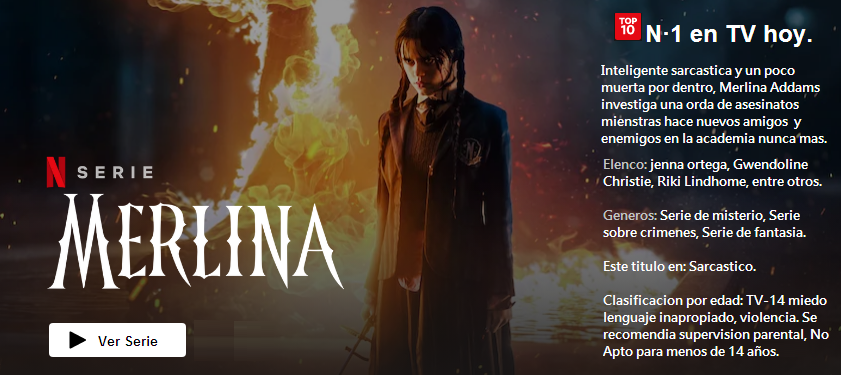 TOP
10
N·1 en TV hoy.
Inteligente sarcastica y un poco
muerta por dentro, Merlina Addams
investiga una orda de asesinatos
mienstras hace nuevos amigos y
enemigos en la academia nunca mas.
Elenco: jenna ortega, Gwendoline
Christie, Riki Lindhome, entre otros.
Generos: Serie de misterio, Serie
sobre crimenes, Serie de fantasia.
Este titulo en: Sarcastico.
Clasificacion por edad: TV-14 miedo
lenguaje inapropiado, violencia. Se
recomendia supervision parental, No
Apto para menos de 14 años.
N SERIE
MERLINA
Ver Serie